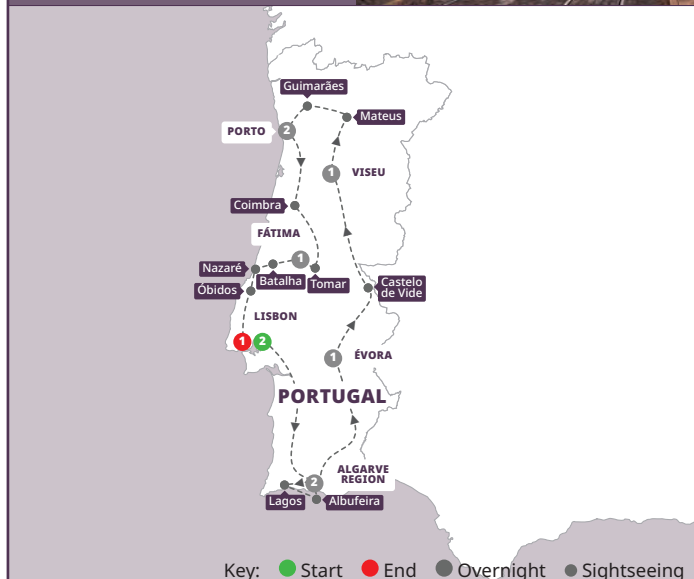 Guimarães
Mateus
PORTO
2
1
VISEU
Coimbra
FÁTIMA
1
Nazaré
Batalha
Tomar
Castelo
de Vide
Óbidos
LISBON
1
2
1
ÉVORA
PORTUGAL
ALGARVE
REGION
2
Lagos
Albufeira
Key: Start End Overnight Sightseeing